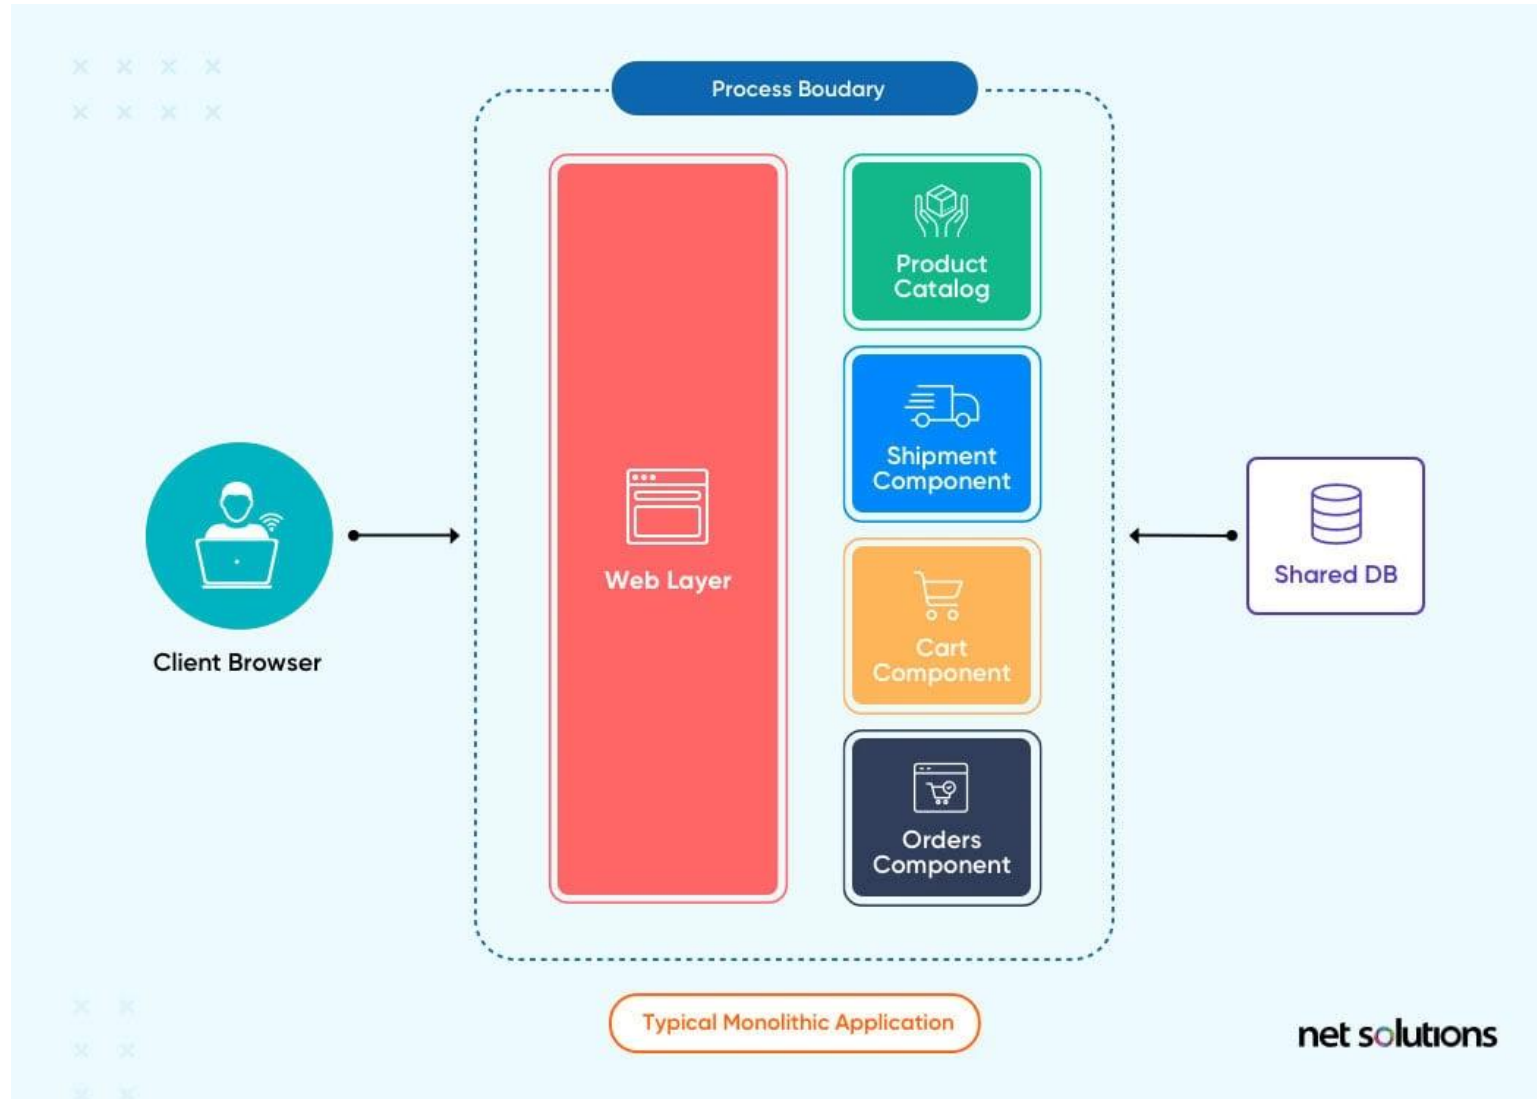 Process Boudary
Product
Catalog
Shipment
Component
Web Layer
Cart
Component
Orders
Component
Client Browser
Shared DB
Typical Monolithic Application
net solutions